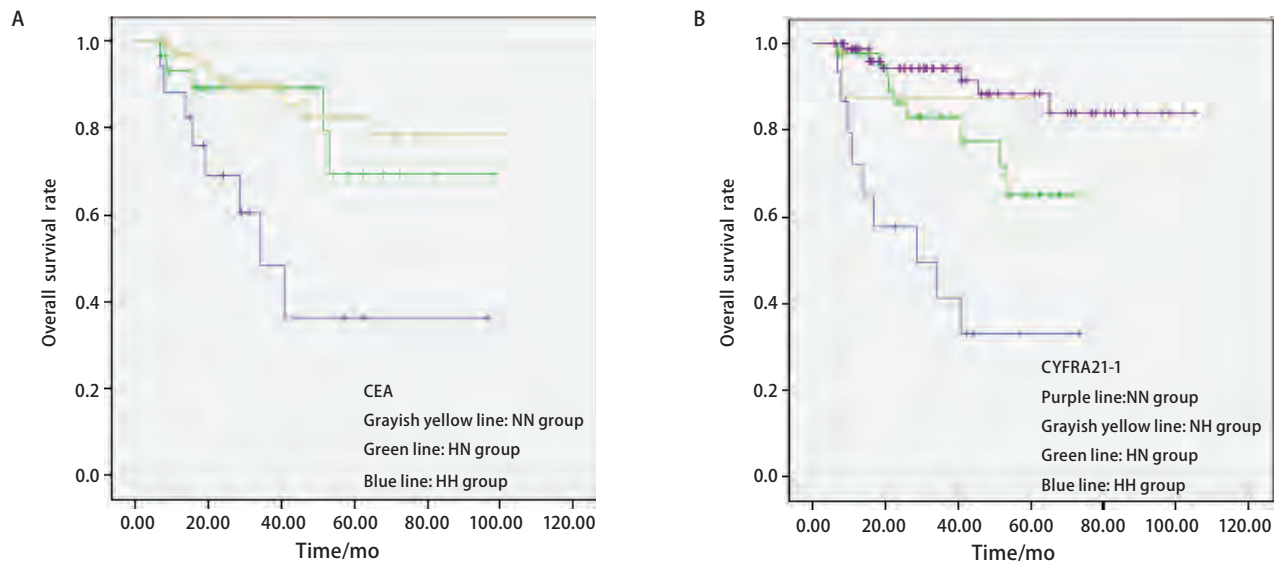 A
1.0
0.8
0.6
0.4
0.2
0.0
Overall survival rate
CEA
Grayish yellow line: NN group
Green line: HN group
Blue line: HH group
0.00 20.00 40.00 60.00 80.00 100.00 120.00
Time/mo
B
1.0
0.8
0.6
0.4
0.2
0.0
Overall survival rate
CYFRA21-1
Purple line:NN group
Grayish yellow line: NH group
Green line: HN group
Blue line: HH group
0.00 20.00 40.00 60.00 80.00 100.00 120.00
Time/mo